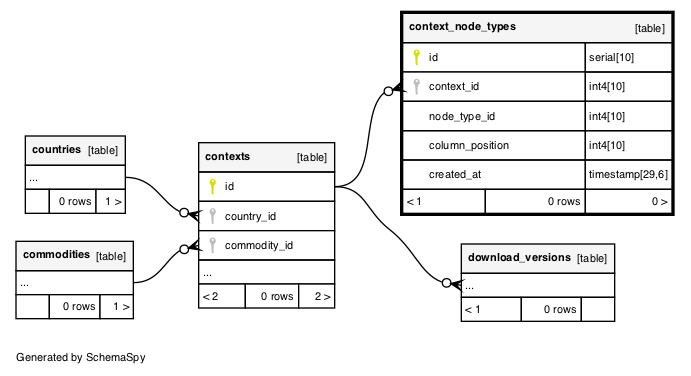 context_node_types [table]
id serial[10]
context_id int4[10]
node_type_id int4[10]
column_position int4[10]
created_at timestamp[29,6]
< 1 0 rows 0 >
countries [table]
...
0 rows 1 >
contexts [table]
id
country_id
commodity_id
...
< 2 0 rows 2 >
commodities [table]
...
0 rows 1 >
download_versions [table]
...
< 1 0 rows
Generated by SchemaSpy